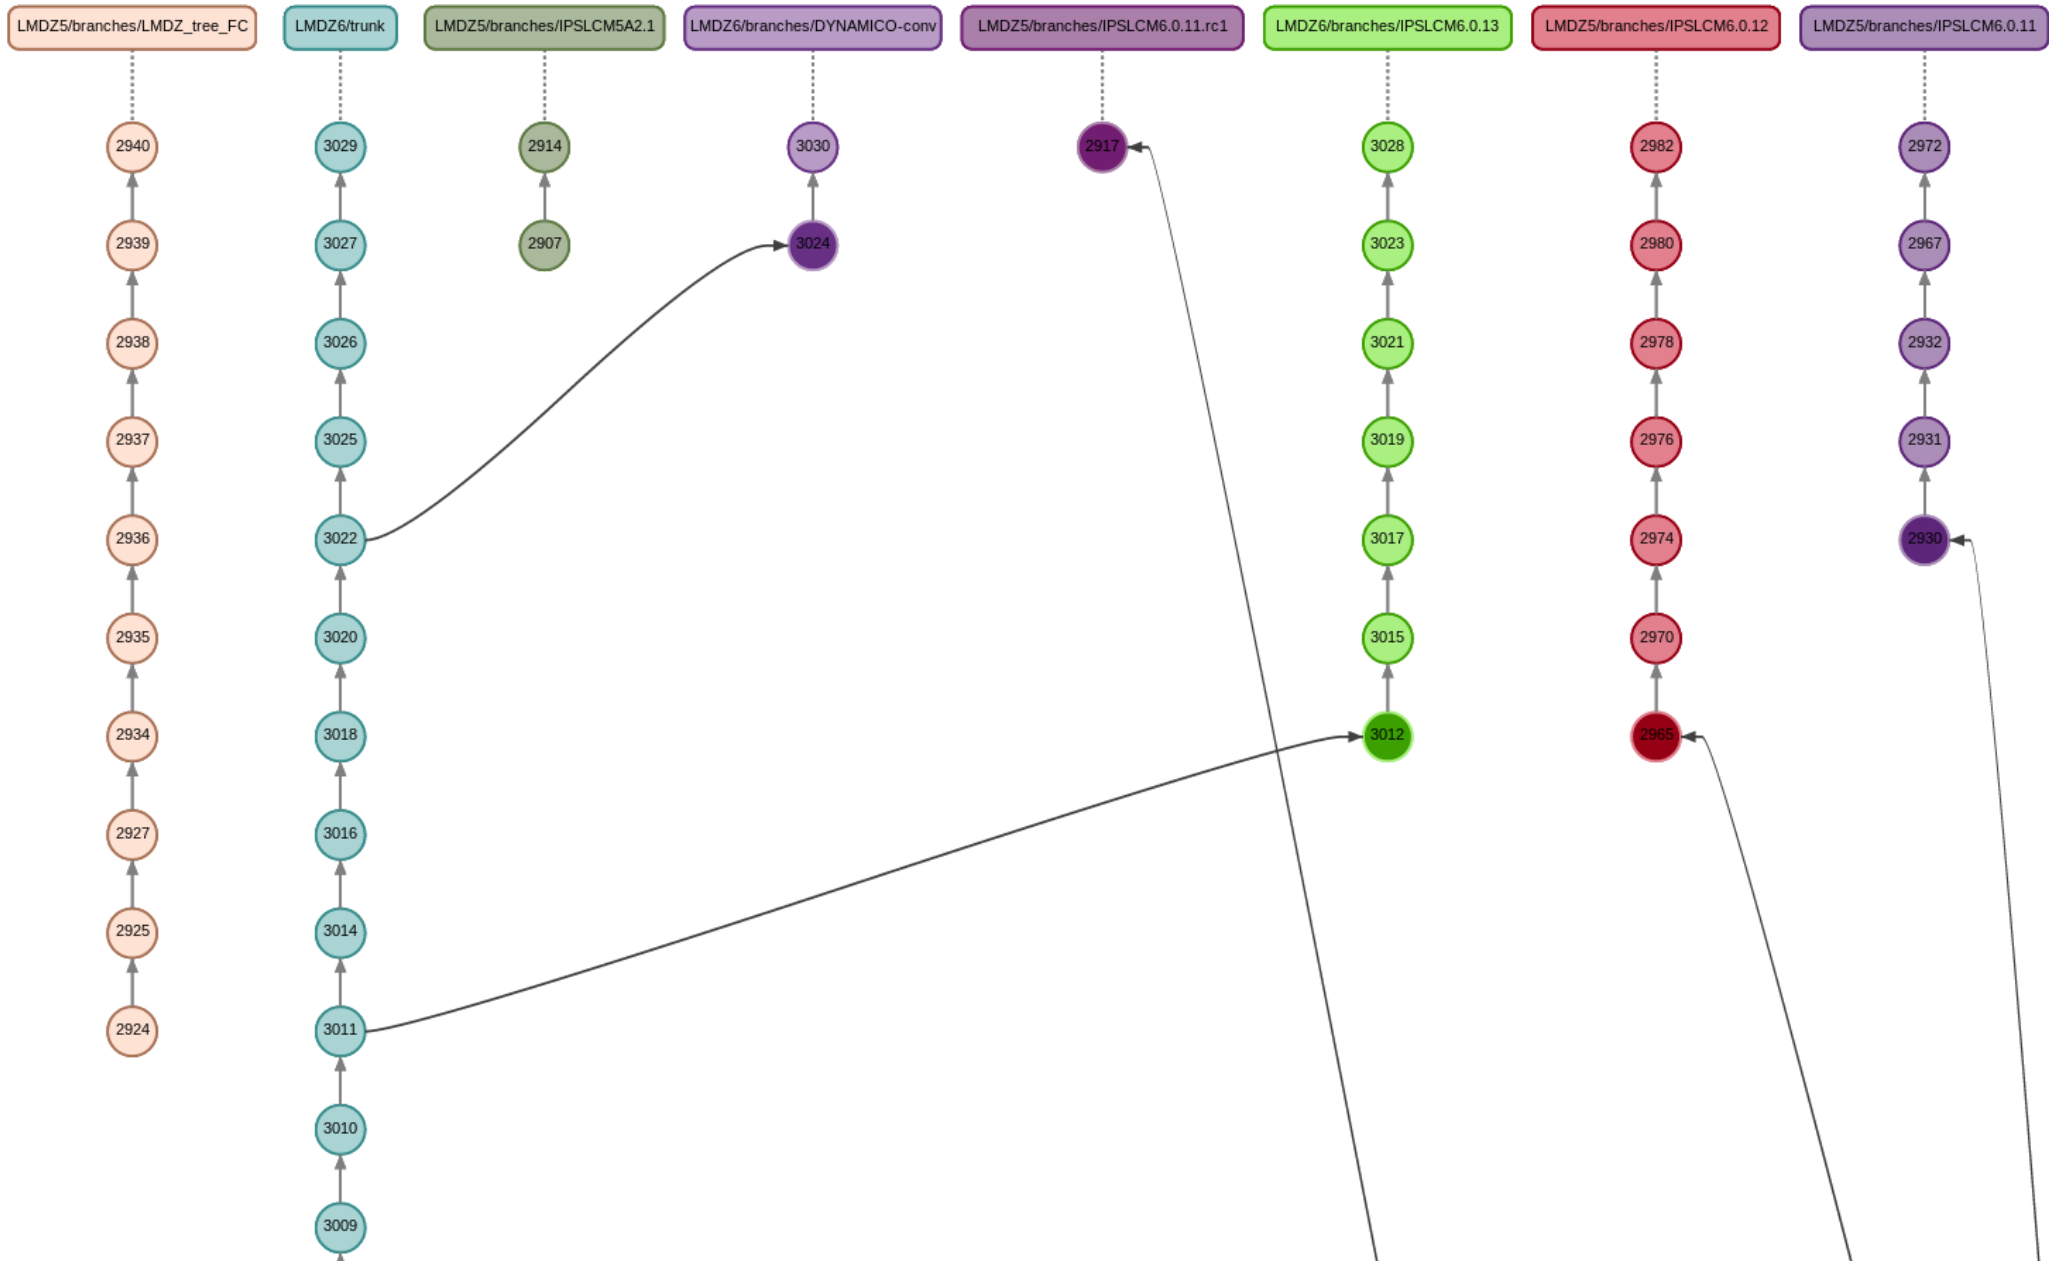 LMDZ5/branches/LMDZ_tree_FC
LMDZ6/trunk
LMDZ5/branches/IPSLCM5A2.1
LMDZ6/branches/DYNAMICO-conv
LMDZ5/branches/IPSLCM6.0.11.rc1
LMDZ6/branches/IPSLCM6.0.13
LMDZ5/branches/IPSLCM6.0.12
LMDZ5/branches/IPSLCM6.0.11
2940 3029 2914 3030 2917 3028 2982 2972
2939 3027 2907 3024 3023 2980 2967
2938 3026 3021 2978 2932
2937 3025 3019 2976 2931
2936 3022 3017 2974 2930
2935 3020 3015 2970
2934 3018 3012 2965
2927 3016
2925 3014
2924 3011
3010
3009